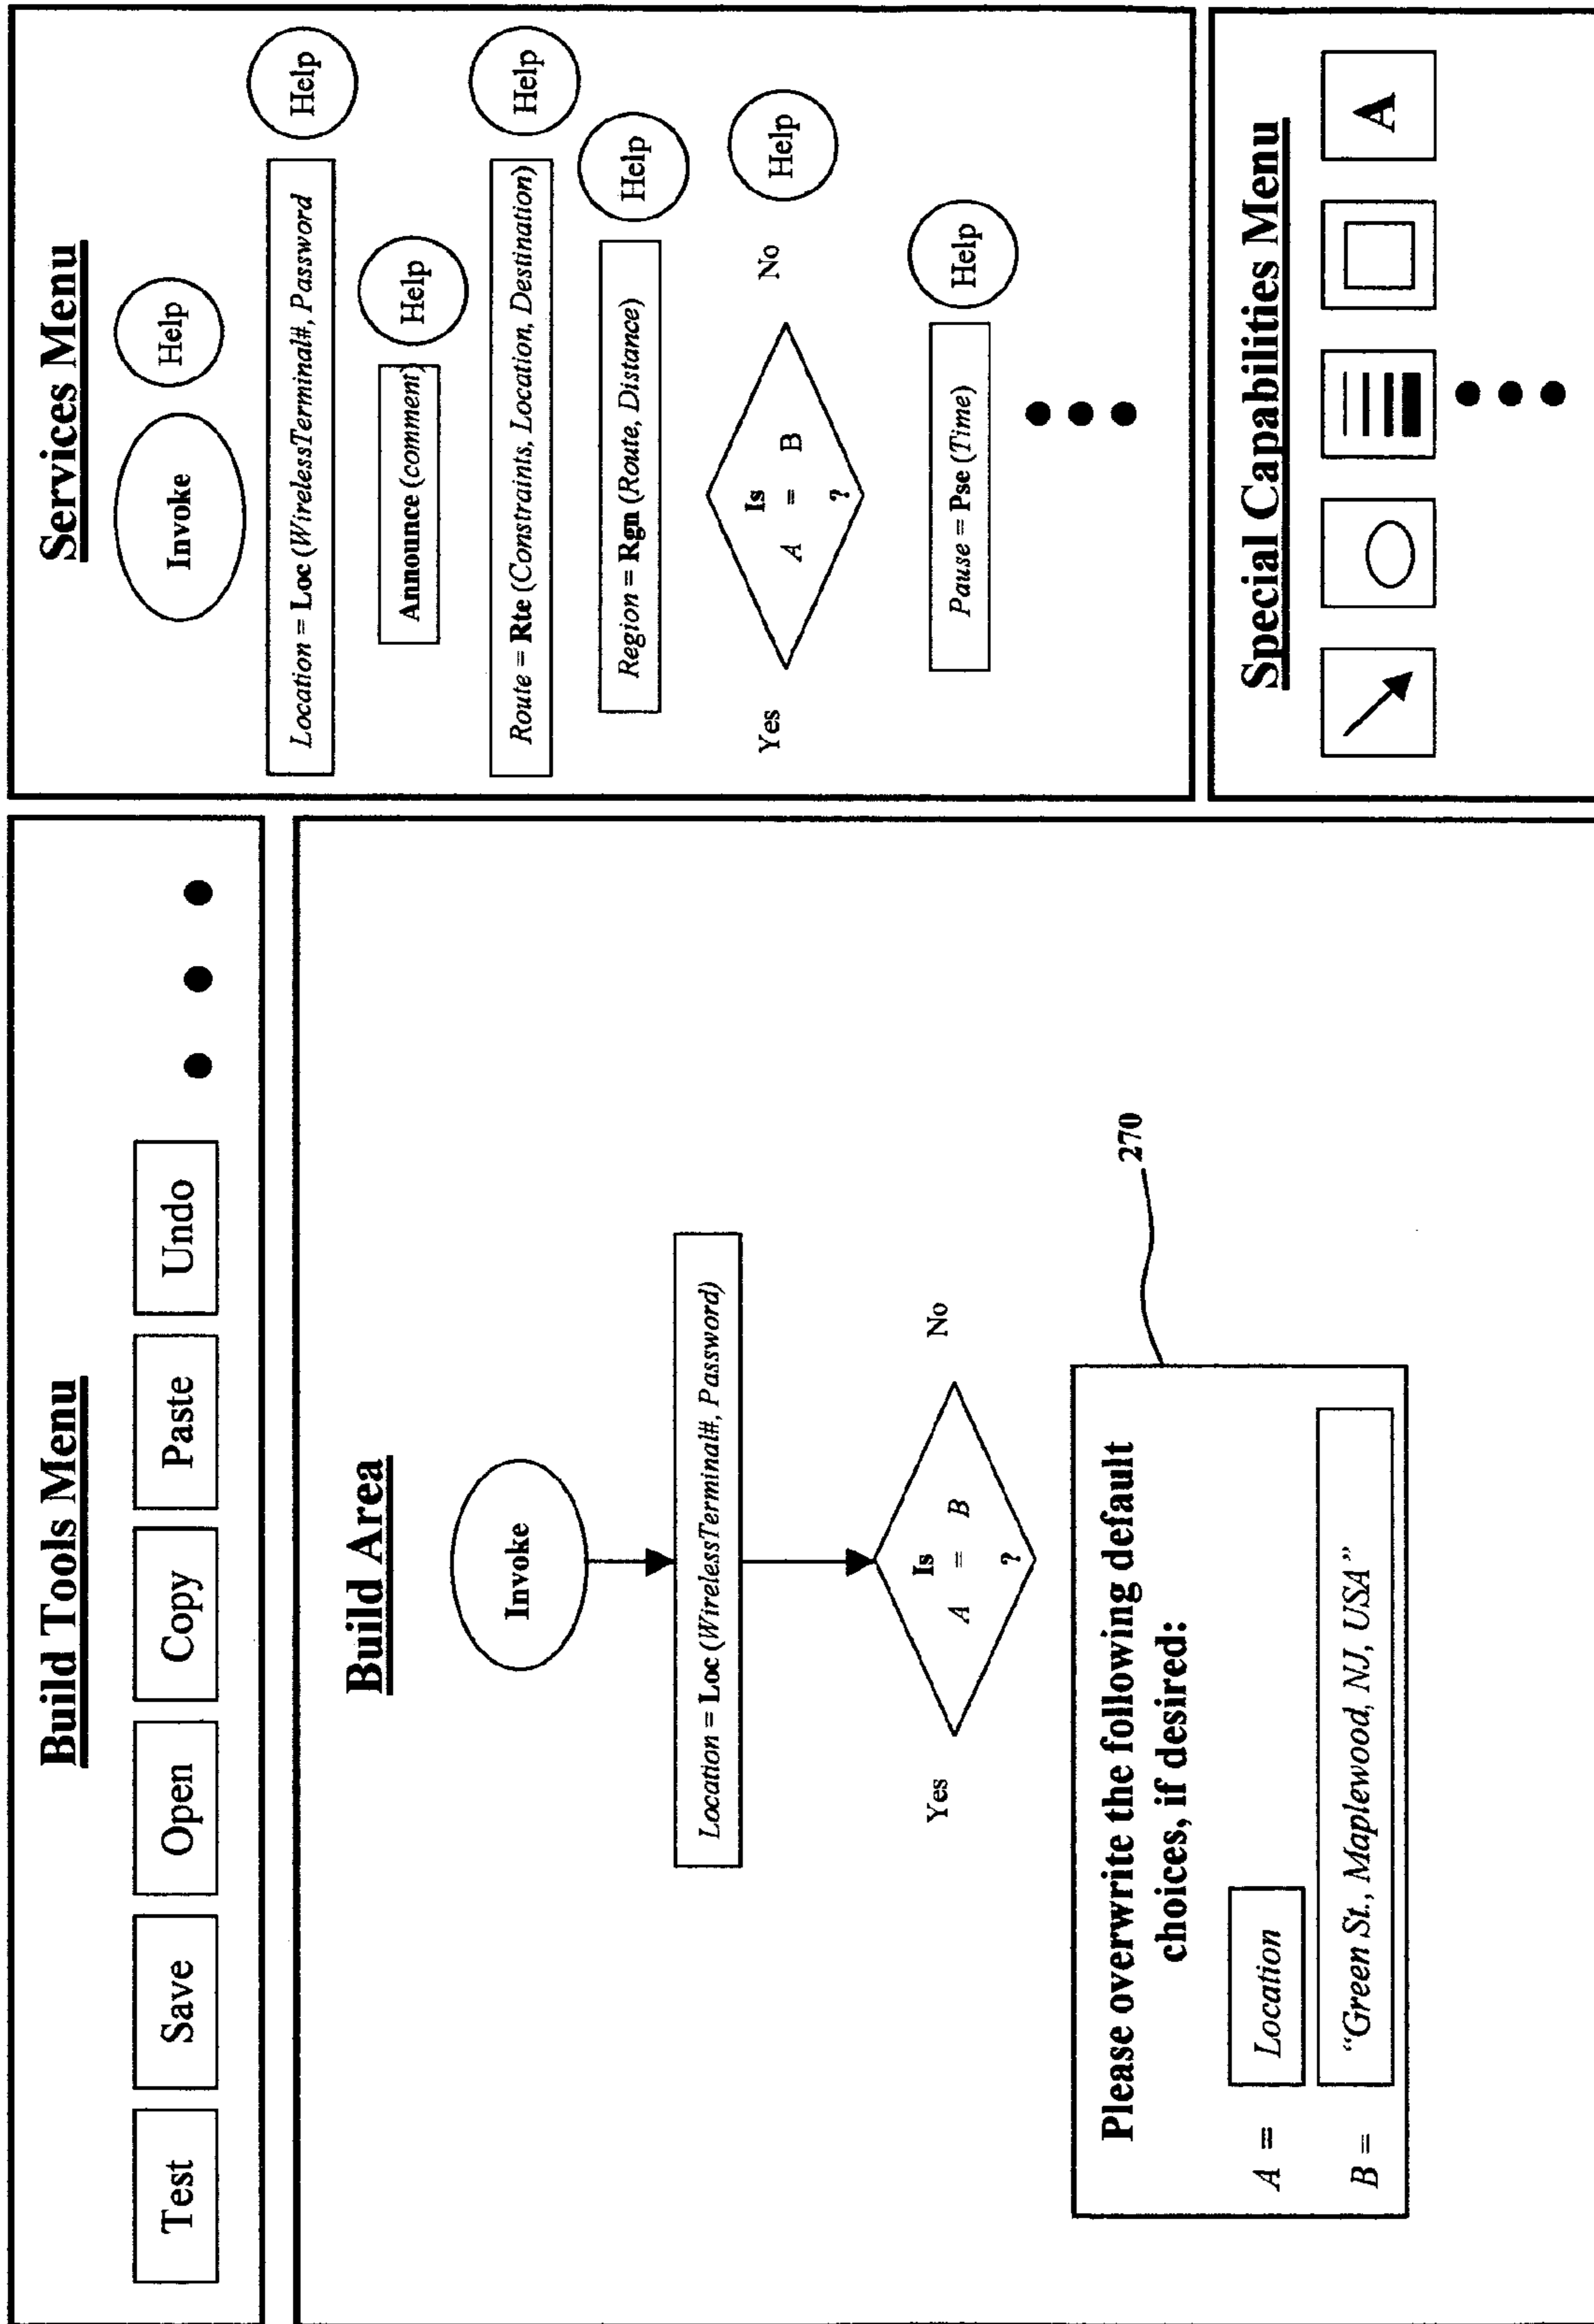 Build Tools Menu
Test Save Open Copy Paste Undo
Build Area
Invoke
Location = Loc (WirelessTerminal#, Password)
Yes
Is
A = B
?
No
270
Please overwrite the following default
choices, if desired:
A = Location
B = “Green St., Maplewood, NJ, USA”
Services Menu
Invoke Help
Location = Loc (WirelessTerminal#, Password Help
Announce (comment) Help
Route = Rte (Constraints, Location, Destination) Help
Region = Rgn (Route, Distance) Help
Yes
Is
A = B
?
No
Help
Pause = Pse (Time) Help
Special Capabilities Menu
A